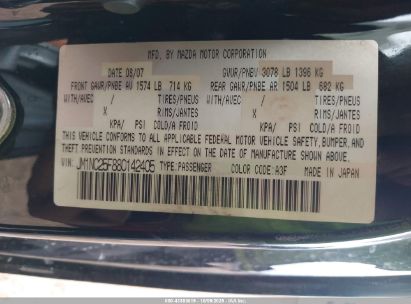 MFD. BY MAZDA MOTOR CORPORATION
DATE 08/07 GVWR/PNBV 3078 LB 1396 KG
FRONT GAWR/PNBE AV 1574 LB 714 KG REAR GAWR/PNBE AR 1504 LB 682 KG
WITH/AVEC / TIRES/PNEUS WITH/AVEC / TIRES/PNEUS
X RIMS/JANTES X RIMS/JANTES
KPA/ PSI COLD/A FROID KPA/ PSI COLD/A FROID
THIS VEHICLE CONFORMS TO ALL APPLICABLE FEDERAL MOTOR VEHICLE SAFETY, BUMPER, AND
THEFT PREVENTION STANDARDS IN EFFECT ON THE DATE OF MANUFACTURE SHOWN ABOVE.
JM1NC25F880142405 TYPE: PASSENGER COLOR CODE: A3F MADE IN JAPAN